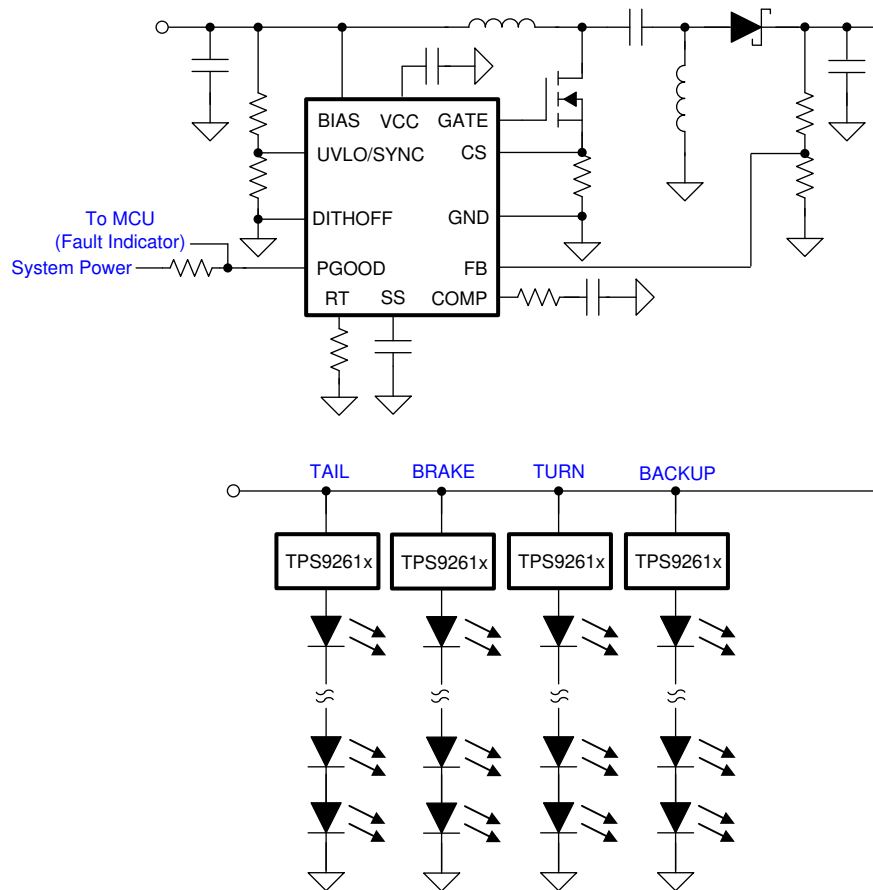 BIAS VCC GATE
UVLO/SYNC CS
DITHOFF GND
To MCU
(Fault Indicator)
System Power
PGOOD FB
RT SS COMP
TAIL BRAKE TURN BACKUP
TPS9261x TPS9261x TPS9261x TPS9261x